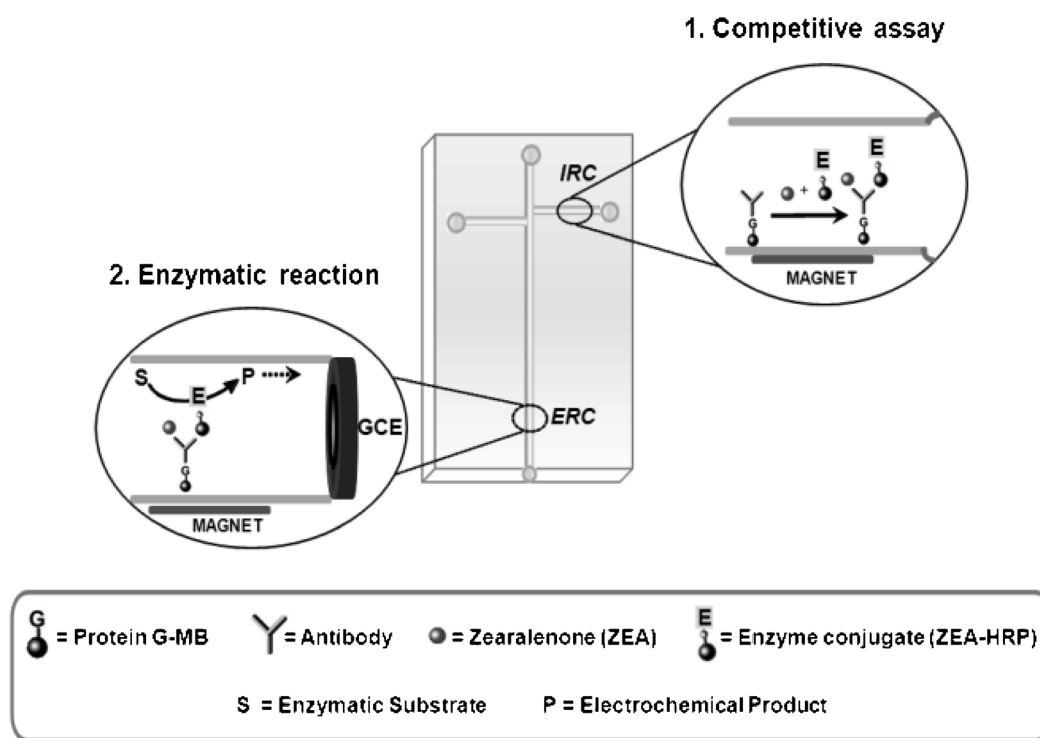 1. Competitive assay
IRC
E
E
+
G
G
MAGNET
2. Enzymatic reaction
S
E
P
G
GCE
MAGNET
ERC
G
= Protein G-MB
= Antibody
= Zearalenone (ZEA)
E
= Enzyme conjugate (ZEA-HRP)
S = Enzymatic Substrate
P = Electrochemical Product